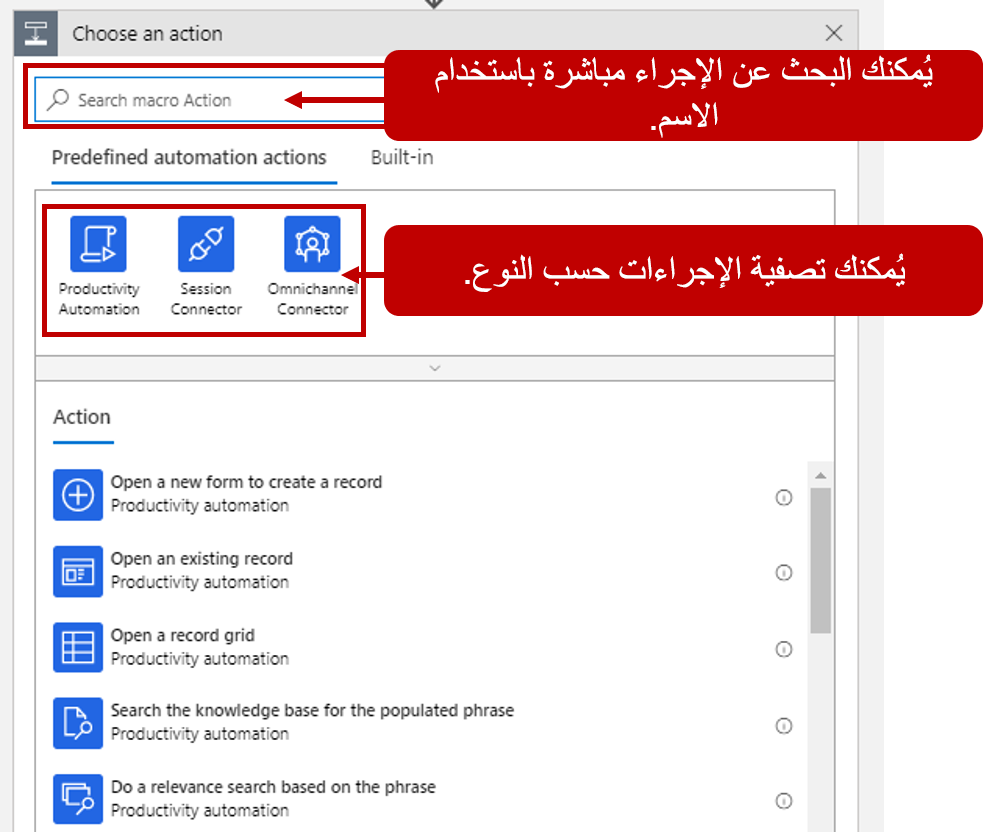 Choose an action
Search macro Action
يُمكنك البحث عن الإجراء مباشرة باستخدام
الاسم.
Predefined automation actions
Built-in
Productivity
Automation
Session
Connector
Omnichannel
Connector
يُمكنك تصفية الإجراءات حسب النوع.
Action
Open a new form to create a record
Productivity automation
Open an existing record
Productivity automation
Open a record grid
Productivity automation
Search the knowledge base for the populated phrase
Productivity automation
Do a relevance search based on the phrase
Productivity automation